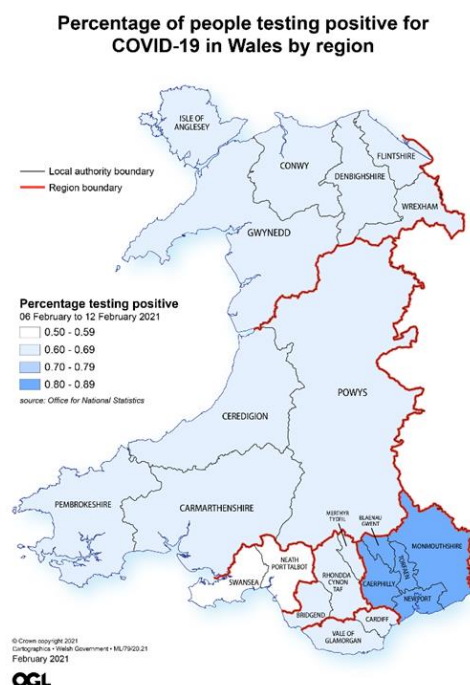 Percentage of people testing positive for
COVID-19 in Wales by region
ISLE OF
ANGLESEY
Local authority boundary
Region boundary
CONWY
FLINTSHIRE
DENBIGHSHIRE
WREXHAM
GWYNEDD
Percentage testing positive
06 February to 12 February 2021
0.50 - 0.59
0.60 - 0.69
0.70 - 0.79
0.80 - 0.89
source: Office for National Statistics
POWYS
CEREDIGION
PEMBROKESHIRE
CARMARTHENSHIRE
MERTHYR
TYDFIL
BLAENAU
GWENT
MONMOUTHSHIRE
NEATH
PORT TALBOT
SWANSEA
RHONDDA
CYNON
TAF
CAERPHILLY
TORFAEN
NEWPORT
BRIDGEND
CARDIFF
VALE OF
GLAMORGAN
© Crown copyright 2021
Cartographics • Welsh Government • ML/79/20.21
February 2021
OGL